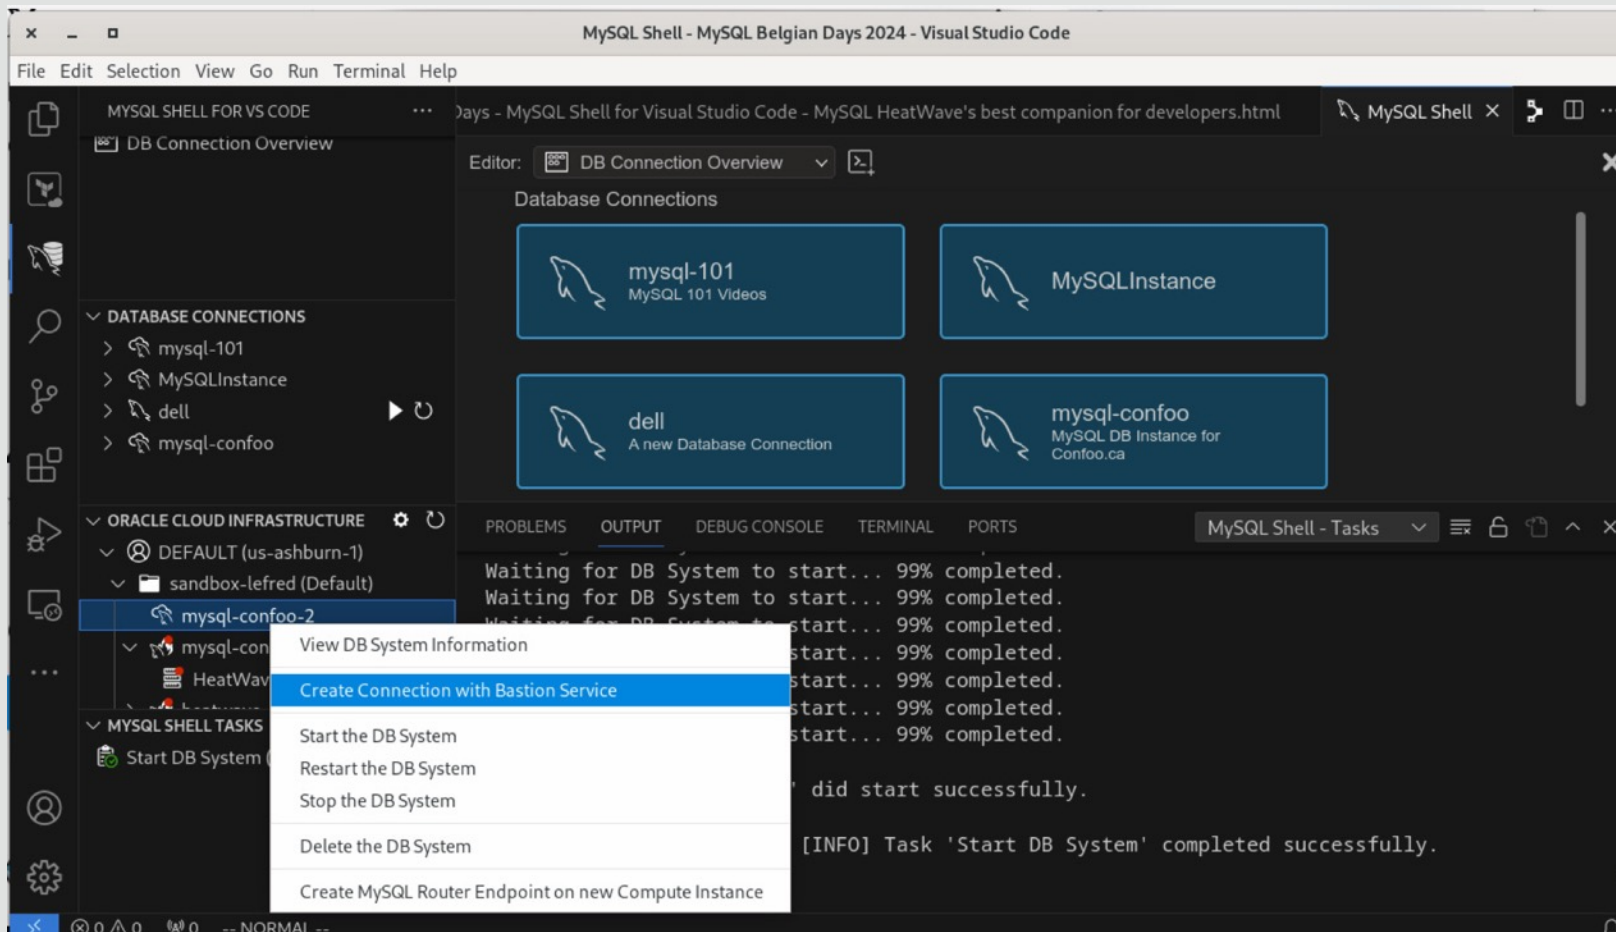 MySQL Shell - MySQL Belgian Days 2024 - Visual Studio Code
File Edit Selection View Go Run Terminal Help
MYSQL SHELL FOR VS CODE
DB Connection Overview
DATABASE CONNECTIONS
mysql-101
MySQLInstance
dell
mysql-confoo
ORACLE CLOUD INFRASTRUCTURE
DEFAULT (us-ashburn-1)
sandbox-lefred (Default)
mysql-confoo-2
mysql-con
HeatWav
MYSQL SHELL TASKS
Start DB System (
Days - MySQL Shell for Visual Studio Code - MySQL HeatWave's best companion for developers.html
MySQL Shell
Editor: DB Connection Overview
Database Connections
mysql-101
MySQL 101 Videos
MySQLInstance
dell
A new Database Connection
mysql-confoo
MySQL DB Instance for
Confoo.ca
PROBLEMS OUTPUT DEBUG CONSOLE TERMINAL PORTS
MySQL Shell - Tasks
Waiting for DB System to start... 99% completed.
Waiting for DB System to start... 99% completed.
start... 99% completed.
start... 99% completed.
start... 99% completed.
start... 99% completed.
start... 99% completed.
' did start successfully.
[INFO] Task 'Start DB System' completed successfully.
View DB System Information
Create Connection with Bastion Service
Start the DB System
Restart the DB System
Stop the DB System
Delete the DB System
Create MySQL Router Endpoint on new Compute Instance
0 0 0 -- NORMAL --